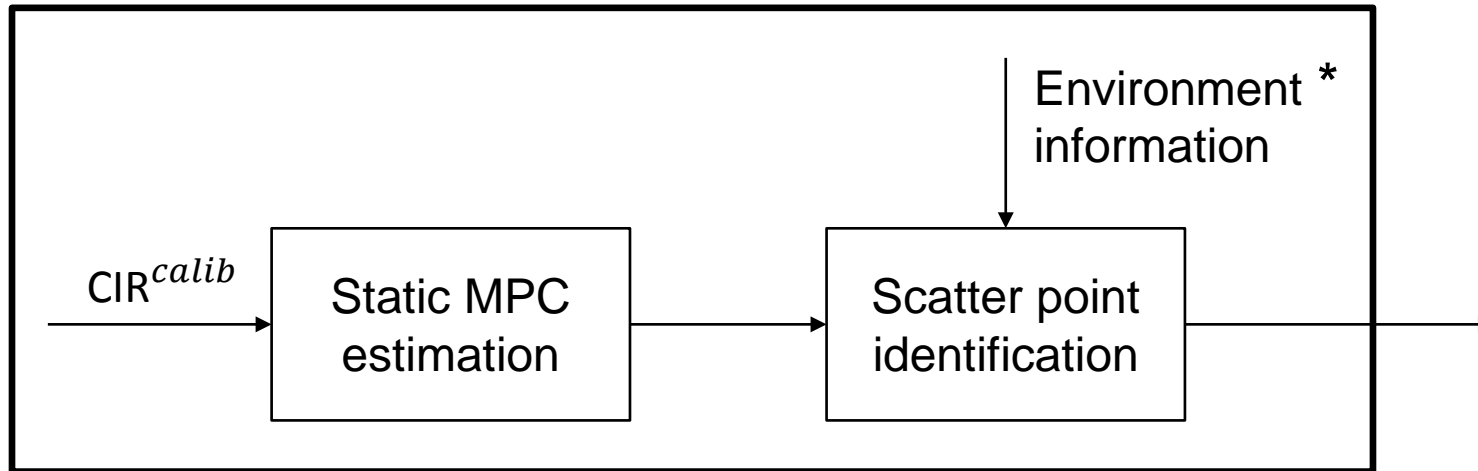 Environment *
information
CIR^calib
Static MPC
estimation
Scatter point
identification